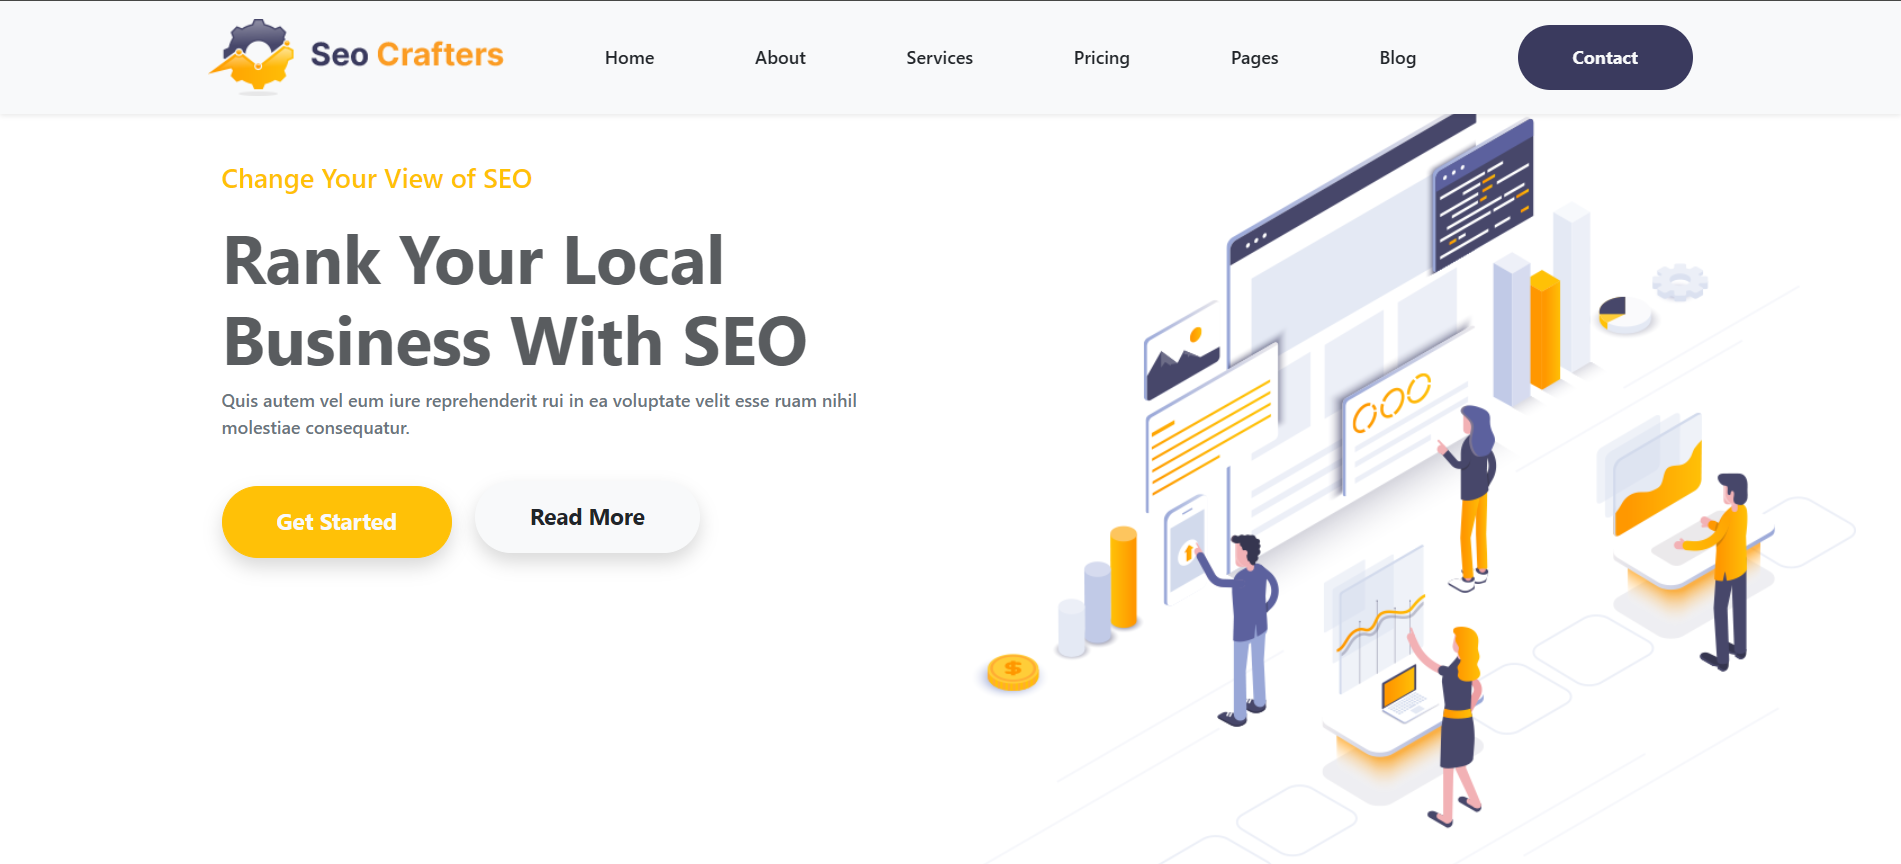 Seo Crafters
Home About Services Pricing Pages Blog Contact
Change Your View of SEO
Rank Your Local
Business With SEO
Quis autem vel eum iure reprehenderit rui in ea voluptate velit esse ruam nihil
molestiae consequatur.
Get Started Read More
$